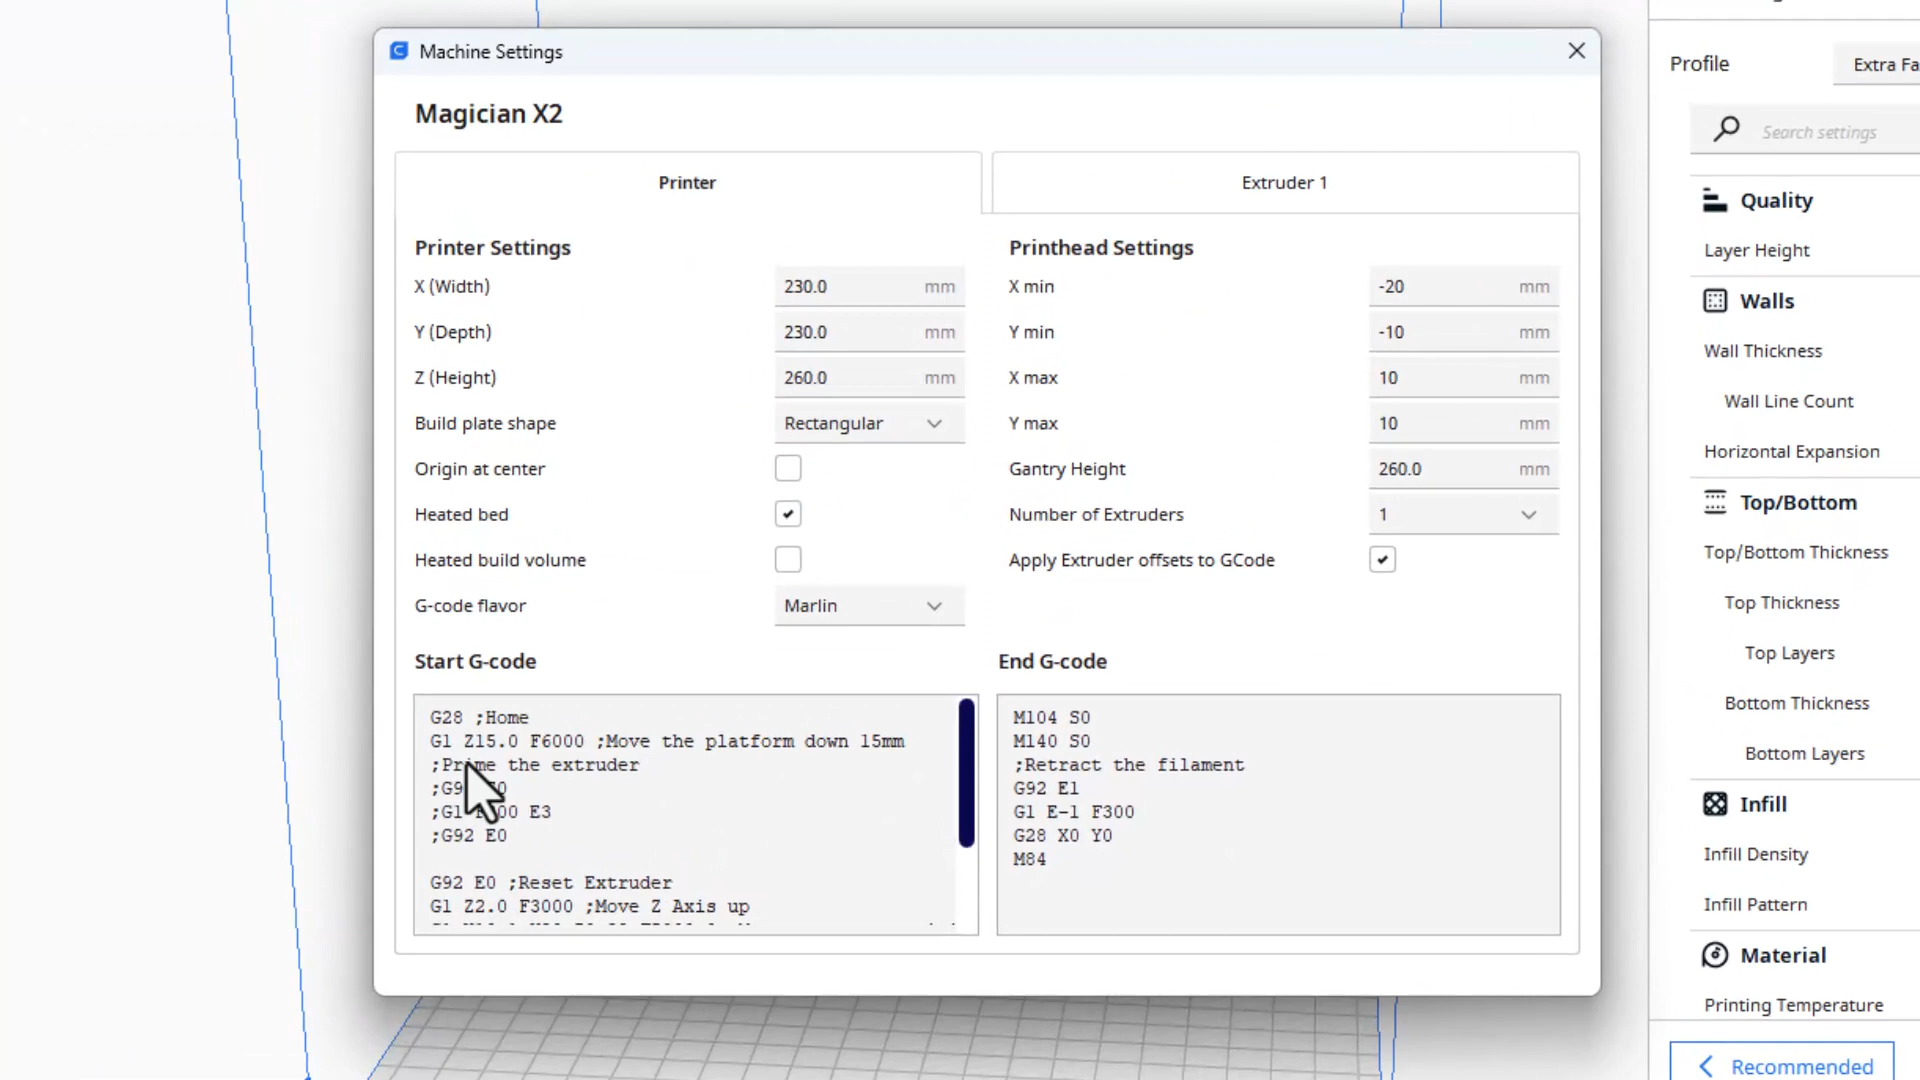 Machine Settings
Magician X2
Printer
Extruder 1
Printer Settings
X (Width) 230.0 mm
Y (Depth) 230.0 mm
Z (Height) 260.0 mm
Build plate shape Rectangular
Origin at center
Heated bed
Heated build volume
G-code flavor Marlin
Printhead Settings
X min -20 mm
Y min -10 mm
X max 10 mm
Y max 10 mm
Gantry Height 260.0 mm
Number of Extruders 1
Apply Extruder offsets to GCode
Start G-code
G28 ;Home
G1 Z15.0 F6000 ;Move the platform down 15mm
;Prime the extruder
;G1 E3
;G92 E0
G92 E0 ;Reset Extruder
G1 Z2.0 F3000 ;Move Z Axis up
End G-code
M104 S0
M140 S0
;Retract the filament
G92 E1
G1 E-1 F300
G28 X0 Y0
M84
Profile Extra Fa
Search settings
Quality
Layer Height
Walls
Wall Thickness
Wall Line Count
Horizontal Expansion
Top/Bottom
Top/Bottom Thickness
Top Thickness
Top Layers
Bottom Thickness
Bottom Layers
Infill
Infill Density
Infill Pattern
Material
Printing Temperature
Recommended